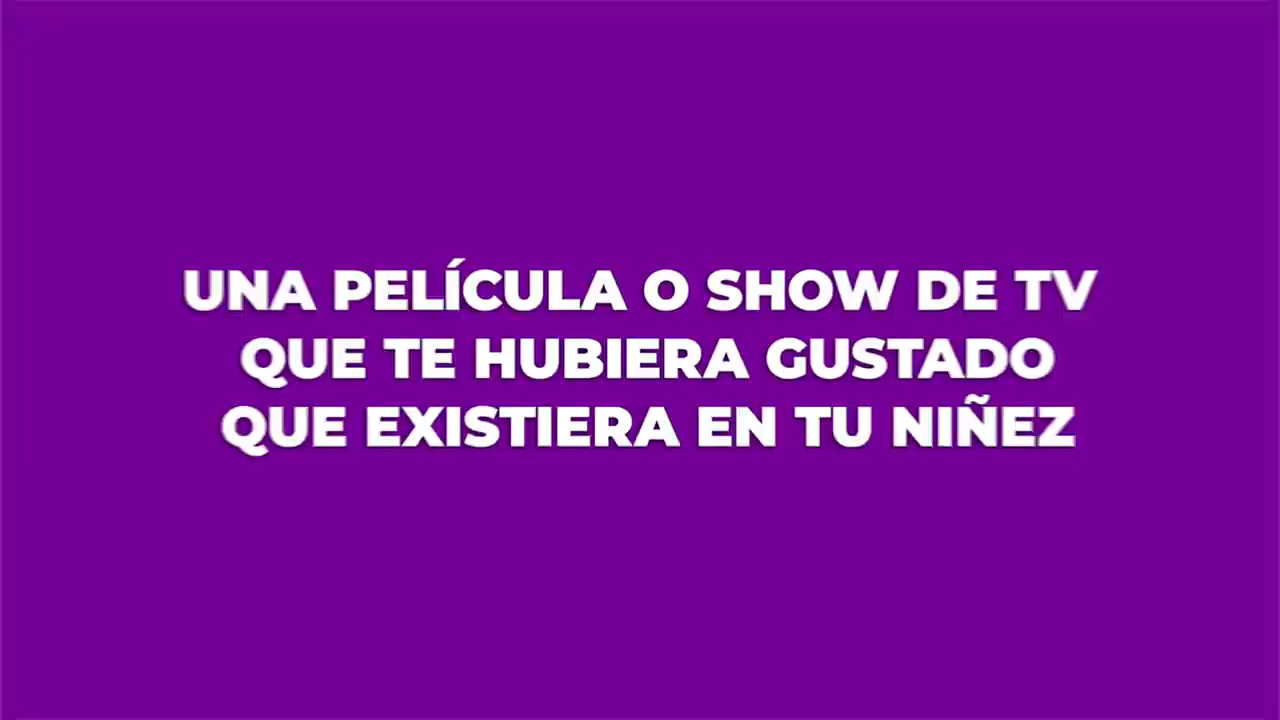 UNA PELÍCULA O SHOW DE TV
QUE TE HUBIERA GUSTADO
QUE EXISTIERA EN TU NIÑEZ